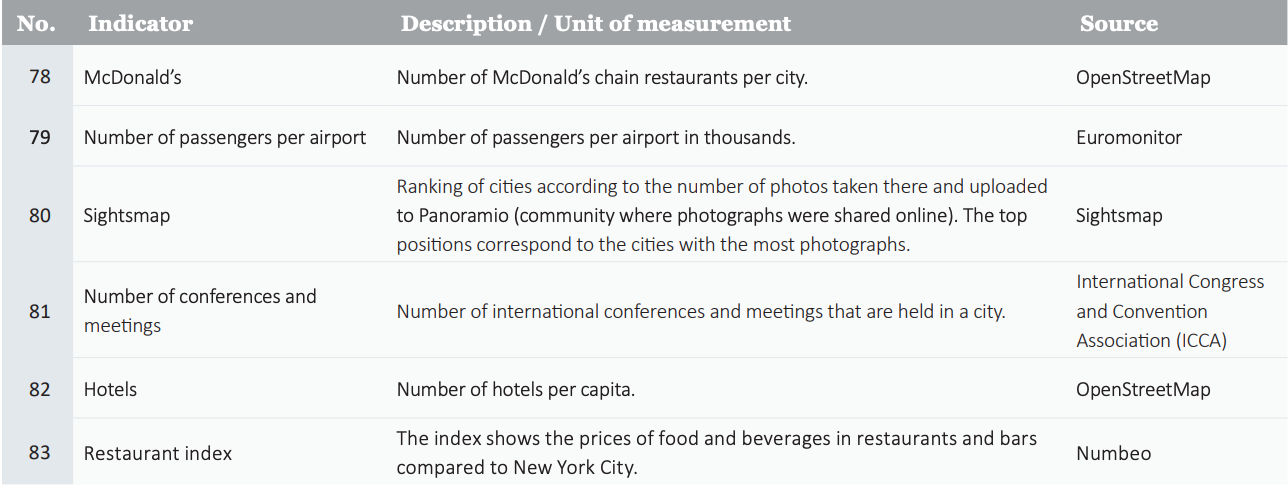 No. Indicator Description / Unit of measurement Source
78 McDonald’s Number of McDonald’s chain restaurants per city. OpenStreetMap
79 Number of passengers per airport Number of passengers per airport in thousands. Euromonitor
80 Sightsmap Ranking of cities according to the number of photos taken there and uploaded
to Panoramio (community where photographs were shared online). The top
positions correspond to the cities with the most photographs.
Sightsmap
81 Number of conferences and
meetings
Number of international conferences and meetings that are held in a city.
International Congress
and Convention
Association (ICCA)
82 Hotels Number of hotels per capita. OpenStreetMap
83 Restaurant index The index shows the prices of food and beverages in restaurants and bars
compared to New York City.
Numbeo